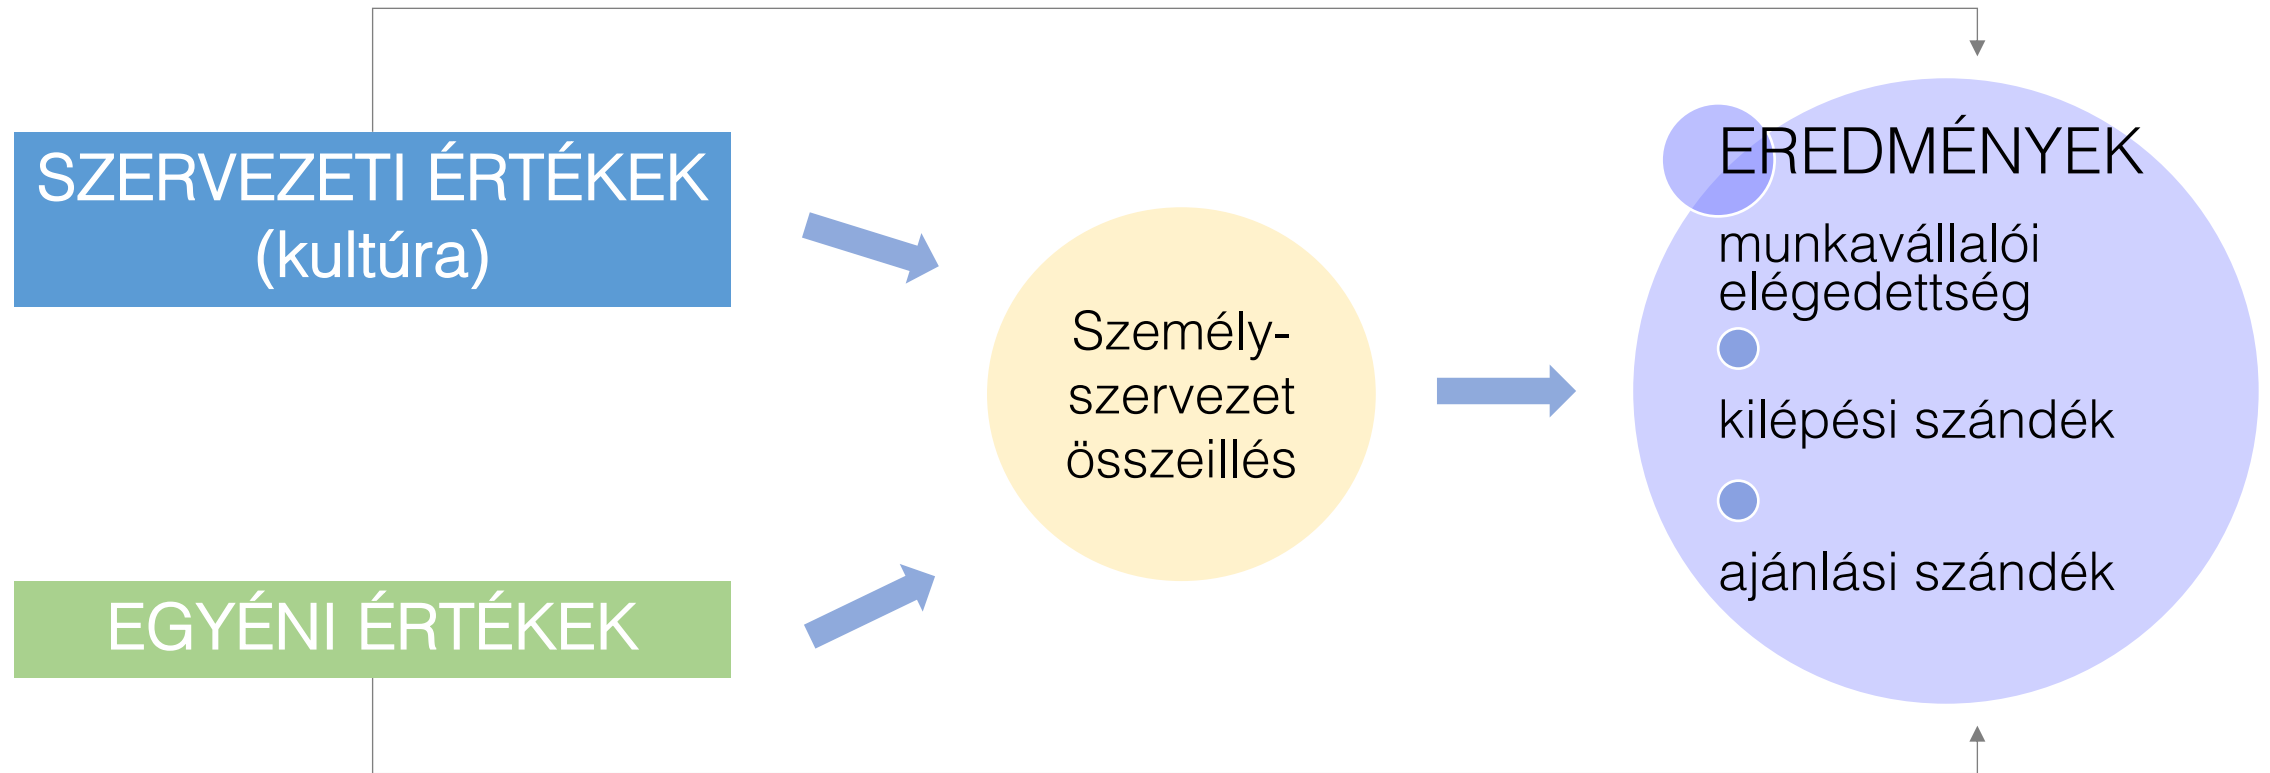 SZERVEZETI ÉRTÉKEK
(kultúra)
EGYÉNI ÉRTÉKEK
Személy-
szervezet
összeillés
EREDMÉNYEK
munkavállalói
elégedettség
kilépési szándék
ajánlási szándék